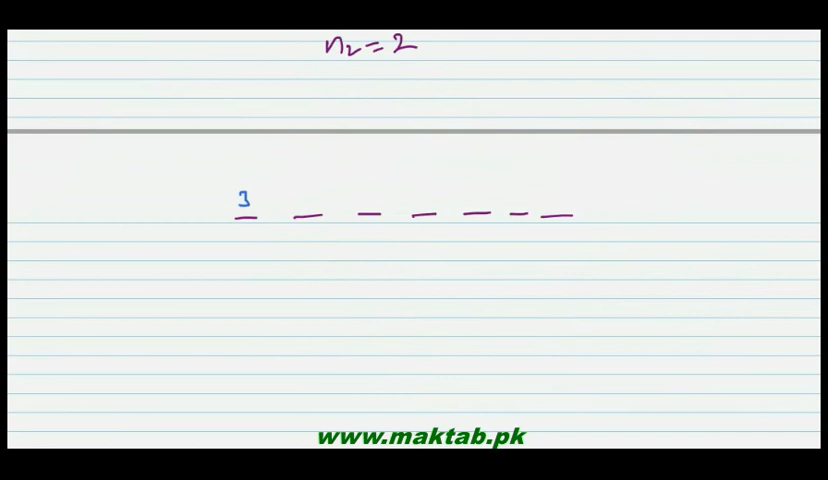 n₂ = 2
3
_ _ _ _ _ _ _
www.maktab.pk